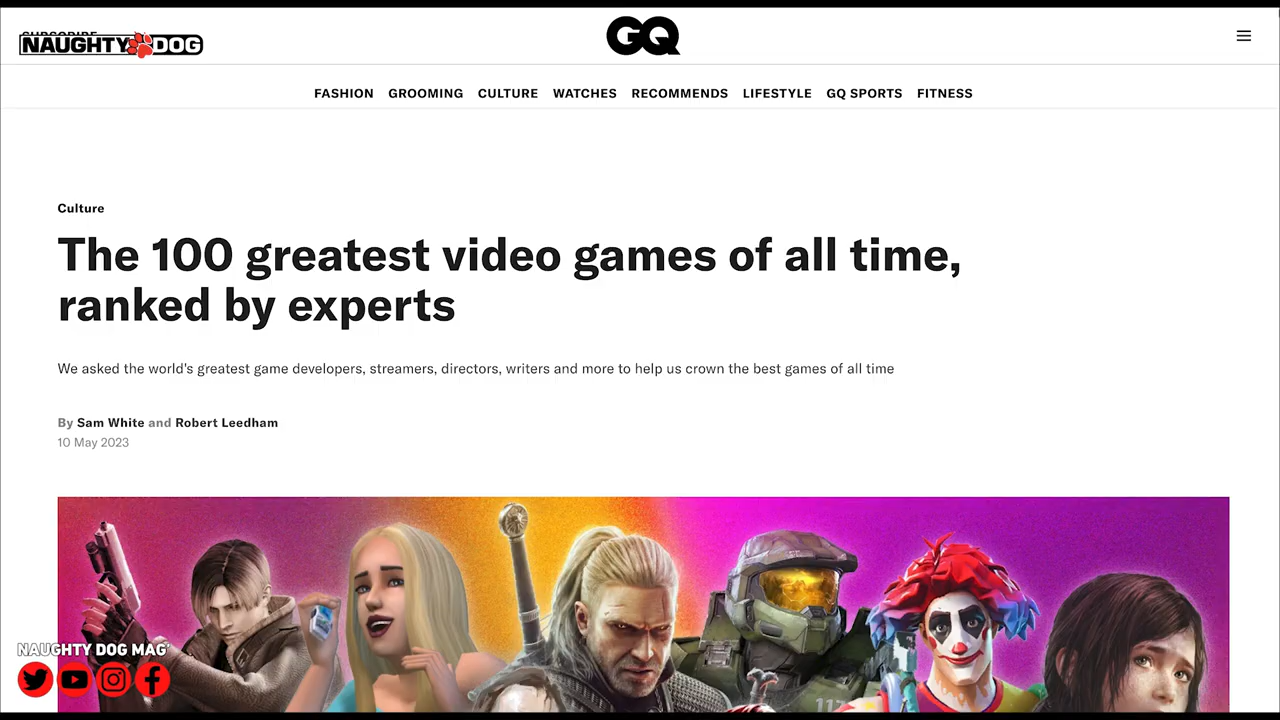 SUBSCRIBE
NAUGHTY DOG
GQ
FASHION GROOMING CULTURE WATCHES RECOMMENDS LIFESTYLE GQ SPORTS FITNESS
Culture
The 100 greatest video games of all time,
ranked by experts
We asked the world's greatest game developers, streamers, directors, writers and more to help us crown the best games of all time
By Sam White and Robert Leedham
10 May 2023
NAUGHTY DOG MAG
117